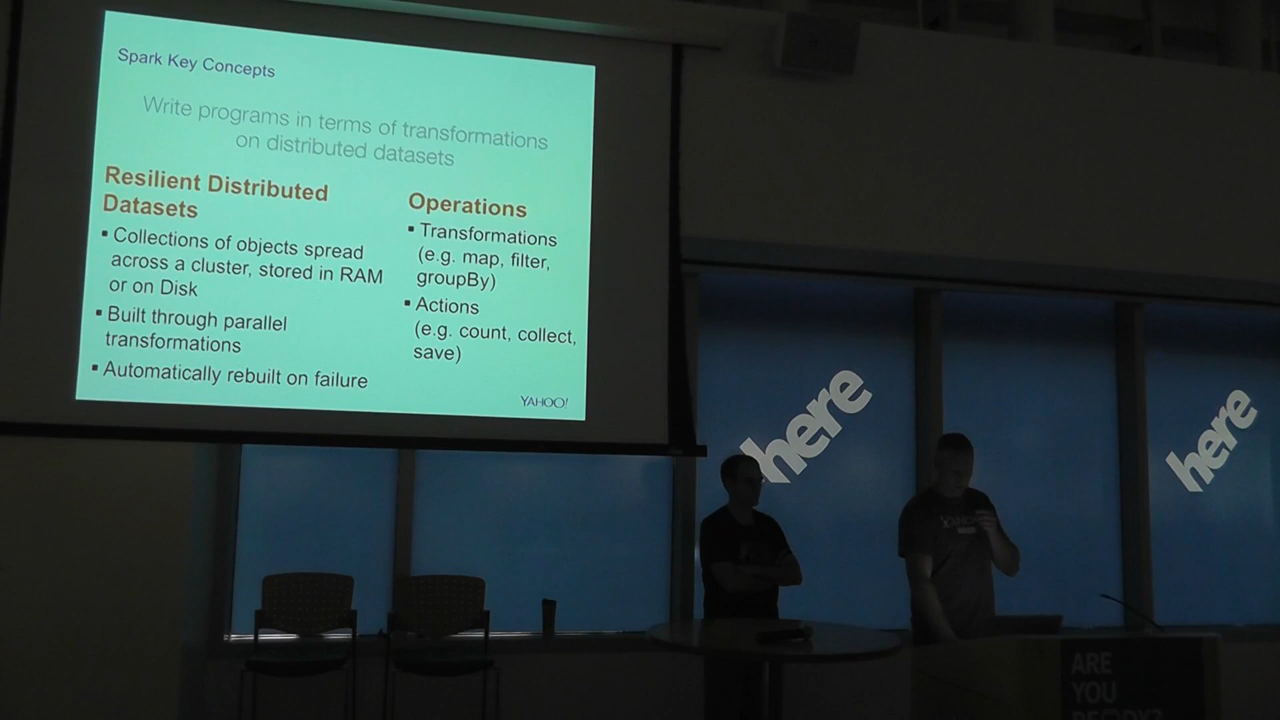 Spark Key Concepts
Write programs in terms of transformations
on distributed datasets
Resilient Distributed
Datasets
▪ Collections of objects spread
across a cluster, stored in RAM
or on Disk
▪ Built through parallel
transformations
▪ Automatically rebuilt on failure
Operations
▪ Transformations
(e.g. map, filter,
groupBy)
▪ Actions
(e.g. count, collect,
save)
YAHOO!
here
here
YAHOO!
ARE
YOU
READY?